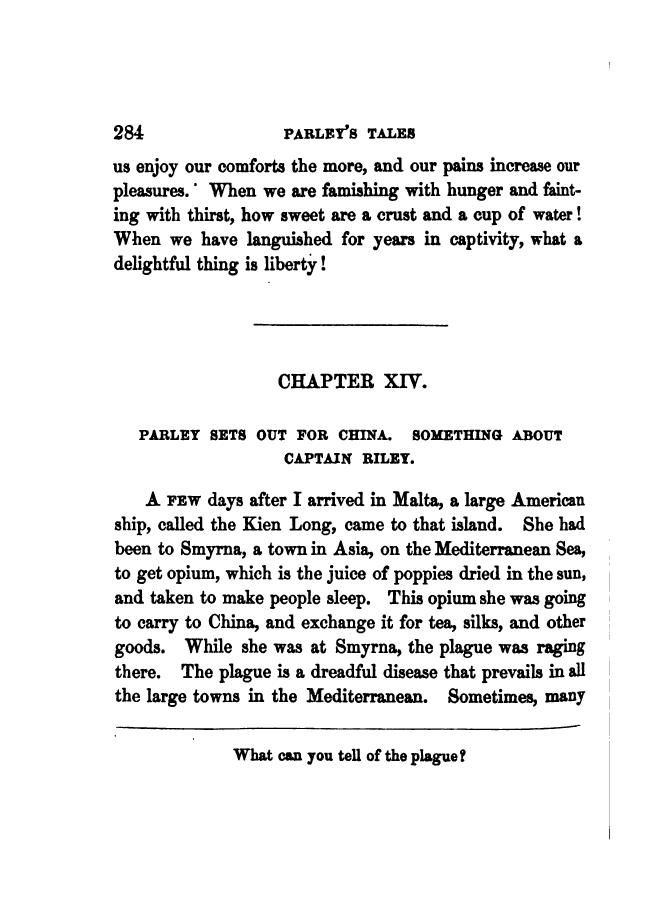 284 PARLEY'S TALES
us enjoy our comforts the more, and our pains increase our
pleasures. When we are famishing with hunger and faint-
ing with thirst, how sweet are a crust and a cup of water!
When we have languished for years in captivity, what a
delightful thing is liberty!
CHAPTER XIV.
PARLEY SETS OUT FOR CHINA. SOMETHING ABOUT
CAPTAIN RILEY.
A FEW days after I arrived in Malta, a large American
ship, called the Kien Long, came to that island. She had
been to Smyrna, a town in Asia, on the Mediterranean Sea,
to get opium, which is the juice of poppies dried in the sun,
and taken to make people sleep. This opium she was going
to carry to China, and exchange it for tea, silks, and other
goods. While she was at Smyrna, the plague was raging
there. The plague is a dreadful disease that prevails in all
the large towns in the Mediterranean. Sometimes, many
What can you tell of the plague?